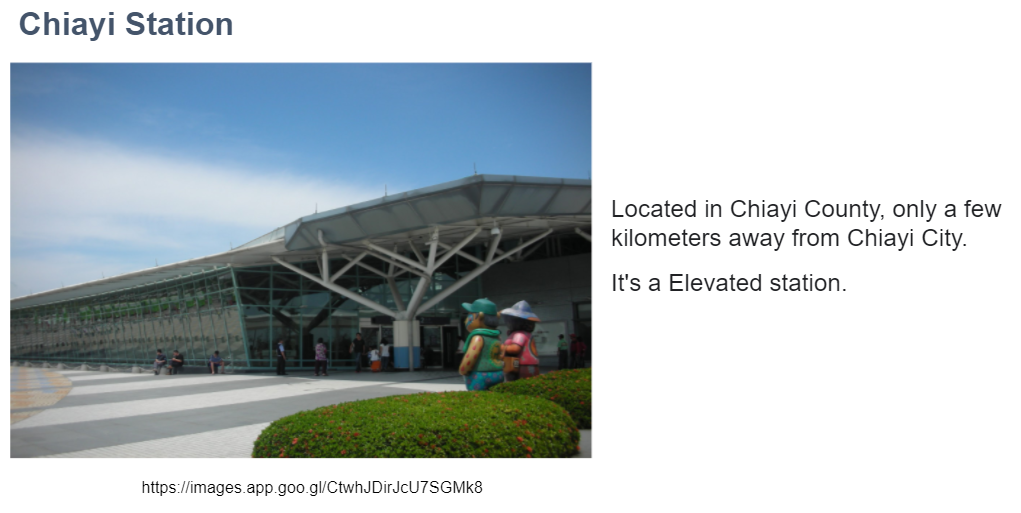 Chiayi Station
Located in Chiayi County, only a few
kilometers away from Chiayi City.
It's a Elevated station.
https://images.app.goo.gl/CtwhJDirJcU7SGMk8